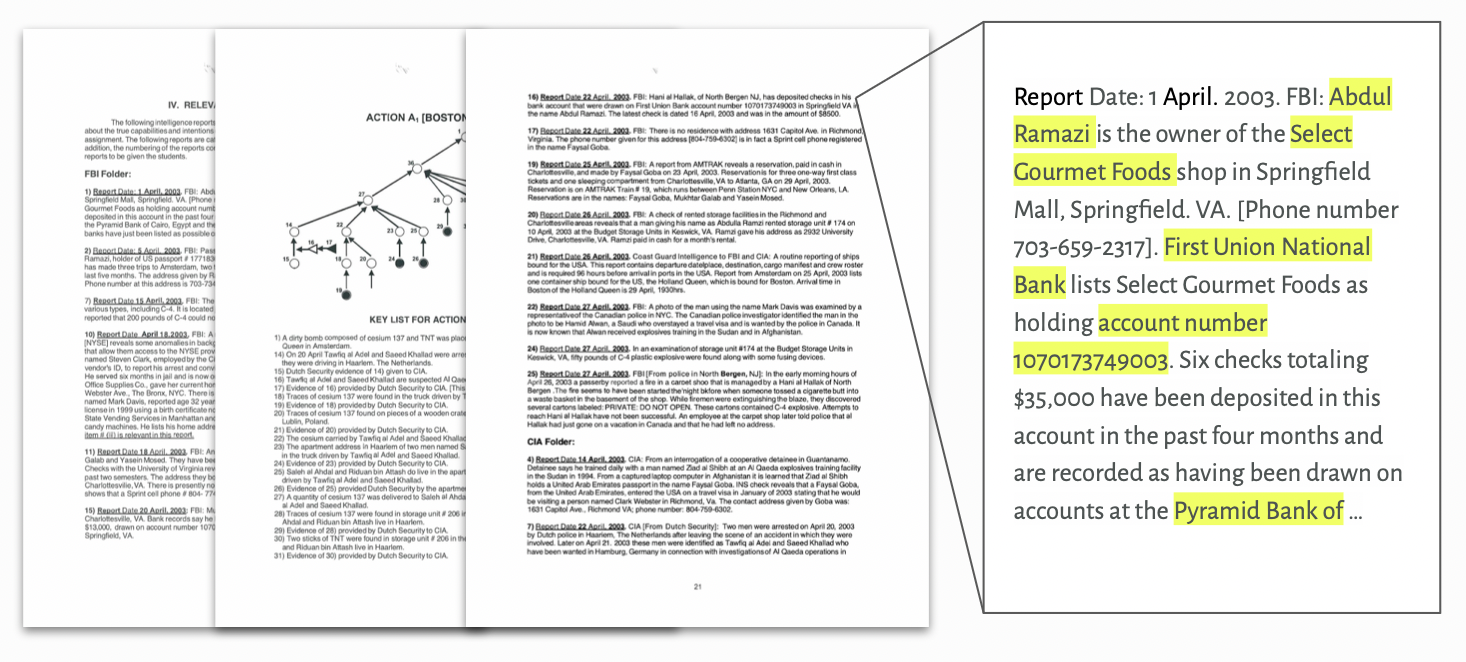 IV. RELEV
The following intelligence reports
about the true capabilities and intentions
assignment. The following reports are cat
addition, the numbering of the reports cor
reports to be given the students.
FBI Folder:
1) Report Date: 1 April, 2003. FBI: Abdu
Springfield Mall, Springfield. VA. [Phone
Gourmet Foods as holding account numb
deposited in this account in the past four
the Pyramid Bank of Cairo, Egypt and the
banks have just been listed as possible o
2) Report Date: 5 April, 2003. FBI: Pass
Ramazi, holder of US passport # 177183
has made three trips to Amsterdam, two t
last five months. The address given by R
Phone number at this address is 703-734
7) Report Date 15 April, 2003. FBI: The
various types, including C-4. It is located
reported that 200 pounds of C-4 could no
10) Report Date April 18,2003. FBI: A
[NYSE] reveals some anomalies in backg
that allow them access to the NYSE prov
named Steven Clark, employed by the Cl
vendor's ID, to report his arrest and convi
He served six months in jail and is now o
Office Supplies Co., gave her current hon
Webster Ave., The Bronx, NYC. There is
named Mark Davis, reported age 32 year
license in 1999 using a birth certificate nu
State Vending Services in Manhattan and
candy machines. He lists his home addre
item # (ii) is relevant in this report.
11) Report Date 18 April, 2003. FBI: An
Galab and Yasein Mosed. They have bee
Checks with the University of Virginia rev
past two semesters. The address they bo
Charlottesville, VA. There is presently no
shows that a Sprint cell phone # 804- 774
15) Report Date 20 April, 2003: FBI: Mu
Charlottesville, VA. Bank records say he
$13,000, drawn on account number 1070
Springfield, VA.
ACTION A1, [BOSTON
1
30
27
28
14
22
23
25
29
15
16
17
18
20
24
26
19
KEY LIST FOR ACTION
1) A dirty bomb composed of cesium 137 and TNT was plac
Queen in Amsterdam.
14) On 20 April Tawfiq al Adel and Saeed Khallad were arres
they were driving in Haarlem, The Netherlands.
15) Dutch Security evidence of 14) given to CIA.
16) Tawfiq al Adel and Saeed Khallad are suspected Al Qaed
17) Evidence of 16) provided by Dutch Security to CIA. [This
18) Traces of cesium 137 were found in the truck driven by T
19) Evidence of 18) provided by Dutch Security to CIA.
20) Traces of cesium 137 found on pieces of a wooden crate
Lublin, Poland.
21) Evidence of 20) provided by Dutch Security to CIA.
22) The cesium carried by Tawfiq al Adel and Saeed Khallad
23) The apartment address in Haarlem of two men named S
in the truck driven by Tawfiq al Adel and Saeed Khallad.
24) Evidence of 23) provided by Dutch Security to CIA.
25) Saleh al Ahdal and Riduan bin Attash do live in the apart
driven by Tawfiq al Adel and Saeed Khallad.
26) Evidence of 25) provided by Dutch Security to CIA.
27) A quantity of cesium 137 was delivered to Saleh al Ahda
al Adel and Saeed Khallad.
28) Traces of cesium 137 were found in storage unit # 206 in
Ahdal and Riduan bin Attash live in Haarlem.
29) Evidence of 28) provided by Dutch Security to CIA.
30) Two sticks of TNT were found in storage unit # 206 in the
and Riduan bin Attash live in Haarlem.
31) Evidence of 30) provided by Dutch Security to CIA.
16) Report Date 22 April, 2003. FBI: Hani al Hallak, of North Bergen NJ, has deposited checks in his
bank account that were drawn on First Union Bank account number 1070173749003 in Springfield VA in
the name Abdul Ramazi. The latest check is dated 16 April, 2003 and was in the amount of $8500.
17) Report Date 22 April, 2003. FBI: There is no residence with address 1631 Capitol Ave. in Richmond,
Virginia. The phone number given for this address [804-759-6302] is in fact a Sprint cell phone registered
in the name Faysal Goba.
19) Report Date 25 April, 2003. FBI: A report from AMTRAK reveals a reservation, paid in cash in
Charlottesville, and made by Faysal Goba on 23 April, 2003. Reservation is for three one-way first class
tickets and one sleeping compartment from Charlottesville, VA to Atlanta, GA on 29 April, 2003.
Reservation is on AMTRAK Train # 19, which runs between Penn Station NYC and New Orleans, LA.
Reservations are in the names: Faysal Goba, Mukhtar Galab and Yasein Mosed.
20) Report Date 26 April, 2003. FBI: A check of rented storage facilities in the Richmond and
Charlottesville areas reveals that a man giving his name as Abdulla Ramzi rented storage unit # 174 on
10 April, 2003 at the Budget Storage Units in Keswick, VA. Ramzi gave his address as 2932 University
Drive, Charlottesville, VA. Ramzi paid in cash for a month's rental.
21) Report Date 26 April, 2003. Coast Guard Intelligence to FBI and CIA: A routine reporting of ships
bound for the USA. This report contains departure date/place, destination, cargo manifest and crew roster
and is required 96 hours before arrival in ports in the USA. Report from Amsterdam on 25 April, 2003 lists
one container ship bound for the US, the Holland Queen, which is bound for Boston. Arrival time in
Boston of the Holland Queen is 29 April, 1930hrs.
22) Report Date 27 April, 2003. FBI: A photo of the man using the name Mark Davis was examined by a
representative of the Canadian police in NYC. The Canadian police investigator identified the man in the
photo to be Hamid Alwan, a Saudi who overstayed a travel visa and is wanted by the police in Canada. It
is now known that Alwan received explosives training in the Sudan and in Afghanistan.
24) Report Date 27 April, 2003. In an examination of storage unit #174 at the Budget Storage Units in
Keswick, VA, fifty pounds of C-4 plastic explosive were found along with some fusing devices.
25) Report Date 27 April, 2003. FBI [From police in North Bergen, NJ]: In the early morning hours of
April 26, 2003 a passerby reported a fire in a carpet shop that is managed by a Hani al Hallak of North
Bergen .The fire seems to have been started the night before when someone tossed a cigarette butt into
a waste basket in the basement of the shop. While firemen were extinguishing the blaze, they discovered
several cartons labeled: PRIVATE: DO NOT OPEN. These cartons contained C-4 explosive. Attempts to
reach Hani al Hallak have not been successful. An employee at the carpet shop later told police that al
Hallak had just gone on a vacation in Canada and that he had left no address.
CIA Folder:
4) Report Date 14 April, 2003. CIA: From an interrogation of a cooperative detainee in Guantanamo.
Detainee says he trained daily with a man named Ziad al Shibh at an Al Qaeda explosives training facility
in the Sudan in 1994. From a captured laptop computer in Afghanistan it is learned that Ziad al Shibh
holds a United Arab Emirates passport in the name Faysal Goba. INS check reveals that a Faysal Goba,
from the United Arab Emirates, entered the USA on a travel visa in January of 2003 stating that he would
be visiting a person named Clark Webster in Richmond, Va. The contact address given by Goba was:
1631 Capitol Ave., Richmond VA; phone number: 804-759-6302.
7) Report Date 22 April, 2003. CIA [From Dutch Security]: Two men were arrested on April 20, 2003
by Dutch police in Haarlem, The Netherlands after leaving the scene of an accident in which they were
involved. Later on April 21. 2003 these men were identified as Tawfiq al Adel and Saeed Khallad who
have been wanted in Hamburg, Germany in connection with investigations of Al Qaeda operations in
21
Report Date: 1 April. 2003. FBI: Abdul
Ramazi is the owner of the Select
Gourmet Foods shop in Springfield
Mall, Springfield. VA. [Phone number
703-659-2317]. First Union National
Bank lists Select Gourmet Foods as
holding account number
1070173749003. Six checks totaling
$35,000 have been deposited in this
account in the past four months and
are recorded as having been drawn on
accounts at the Pyramid Bank of ...